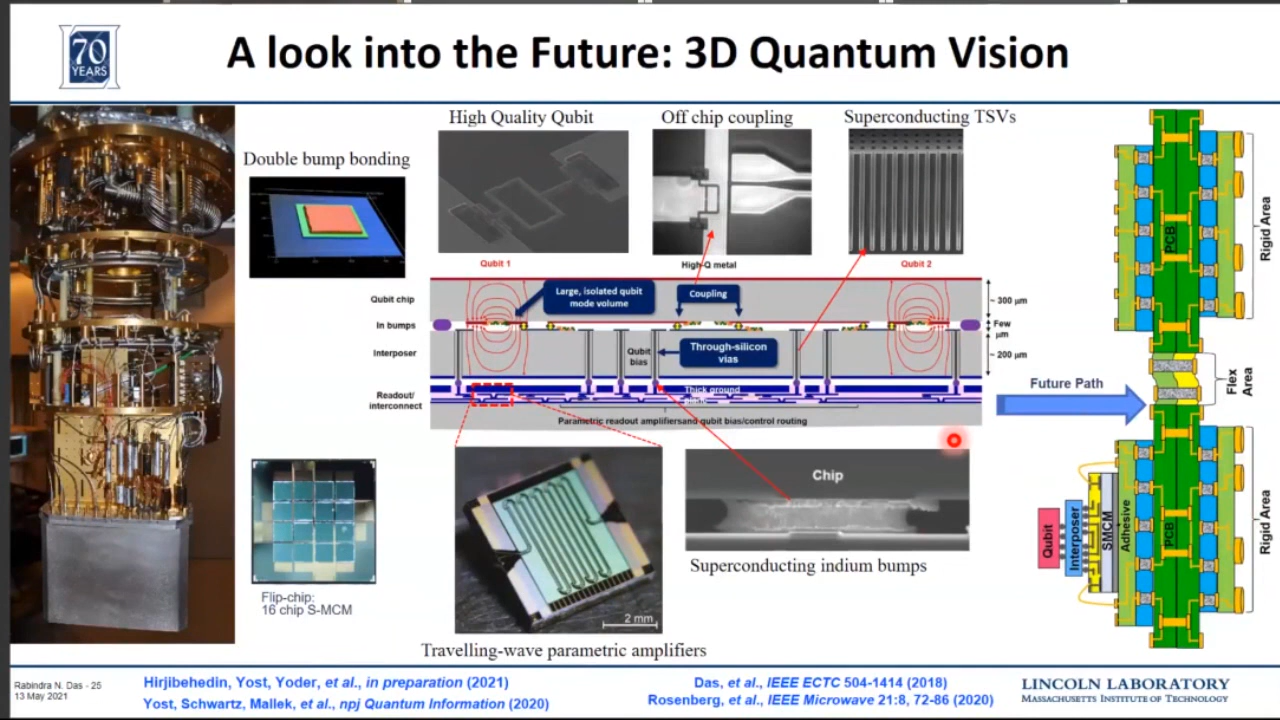 70
YEARS
A look into the Future: 3D Quantum Vision
High Quality Qubit
Off chip coupling
Superconducting TSVs
Double bump bonding
Qubit 1
High-Q metal
Qubit 2
Qubit chip
Large, isolated qubit
mode volume
Coupling
~ 300 μm
In bumps
Few
μm
Interposer
Qubit
bias
Through-silicon
vias
~ 200 μm
Readout/
interconnect
Thick ground
Parametric readout amplifiersand qubit bias/control routing
Future Path
PCB
Rigid Area
Flex
Area
Chip
Superconducting indium bumps
Qubit
Interposer
SMCM
Adhesive
PCB
Rigid Area
Flip-chip:
16 chip S-MCM
2 mm
Travelling-wave parametric amplifiers
Rabindra N. Das - 25
13 May 2021
Hirjibehedin, Yost, Yoder, et al., in preparation (2021)
Yost, Schwartz, Mallek, et al., npj Quantum Information (2020)
Das, et al., IEEE ECTC 504-1414 (2018)
Rosenberg, et al., IEEE Microwave 21:8, 72-86 (2020)
LINCOLN LABORATORY
MASSACHUSETTS INSTITUTE OF TECHNOLOGY